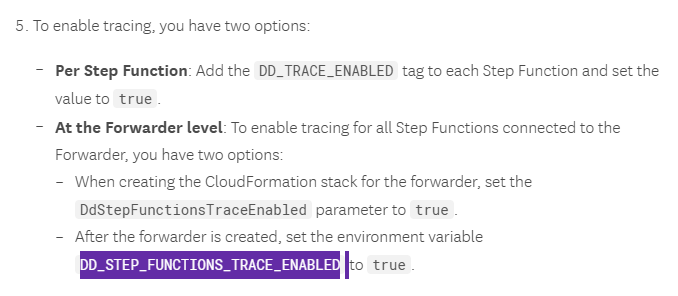 5. To enable tracing, you have two options:
– Per Step Function: Add the DD_TRACE_ENABLED tag to each Step Function and set the
value to true.
– At the Forwarder level: To enable tracing for all Step Functions connected to the
Forwarder, you have two options:
– When creating the CloudFormation stack for the forwarder, set the
DdStepFunctionsTraceEnabled parameter to true.
– After the forwarder is created, set the environment variable
DD_STEP_FUNCTIONS_TRACE_ENABLED to true.